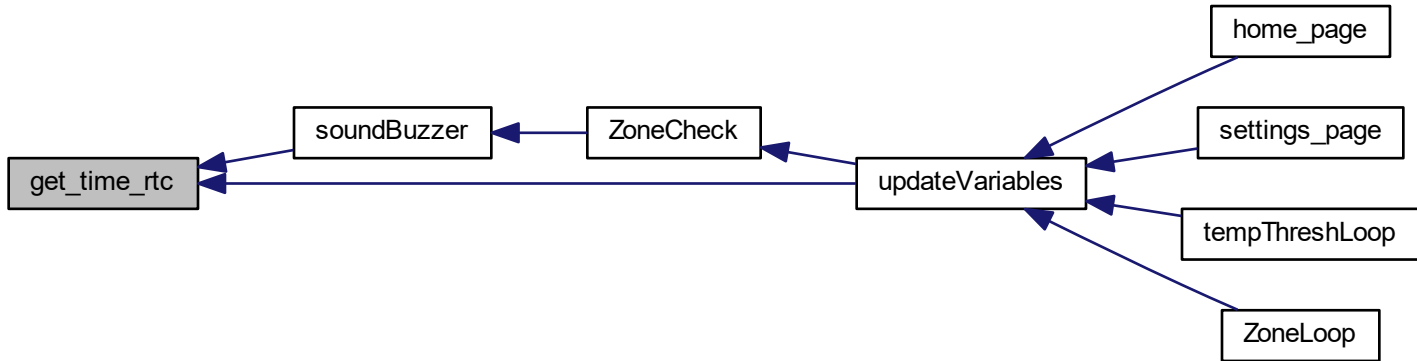 home_page
soundBuzzer
ZoneCheck
settings_page
get_time_rtc
updateVariables
tempThreshLoop
ZoneLoop